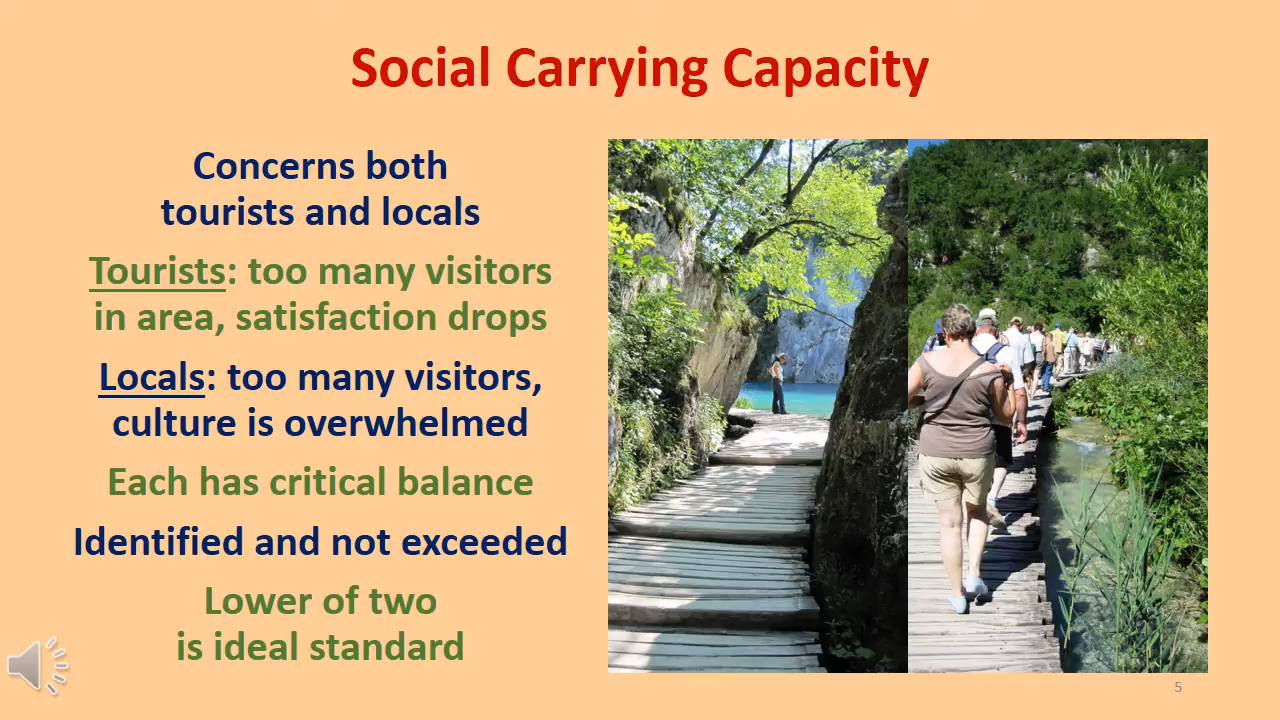 Social Carrying Capacity
Concerns both
tourists and locals
Tourists: too many visitors
in area, satisfaction drops
Locals: too many visitors,
culture is overwhelmed
Each has critical balance
Identified and not exceeded
Lower of two
is ideal standard
5